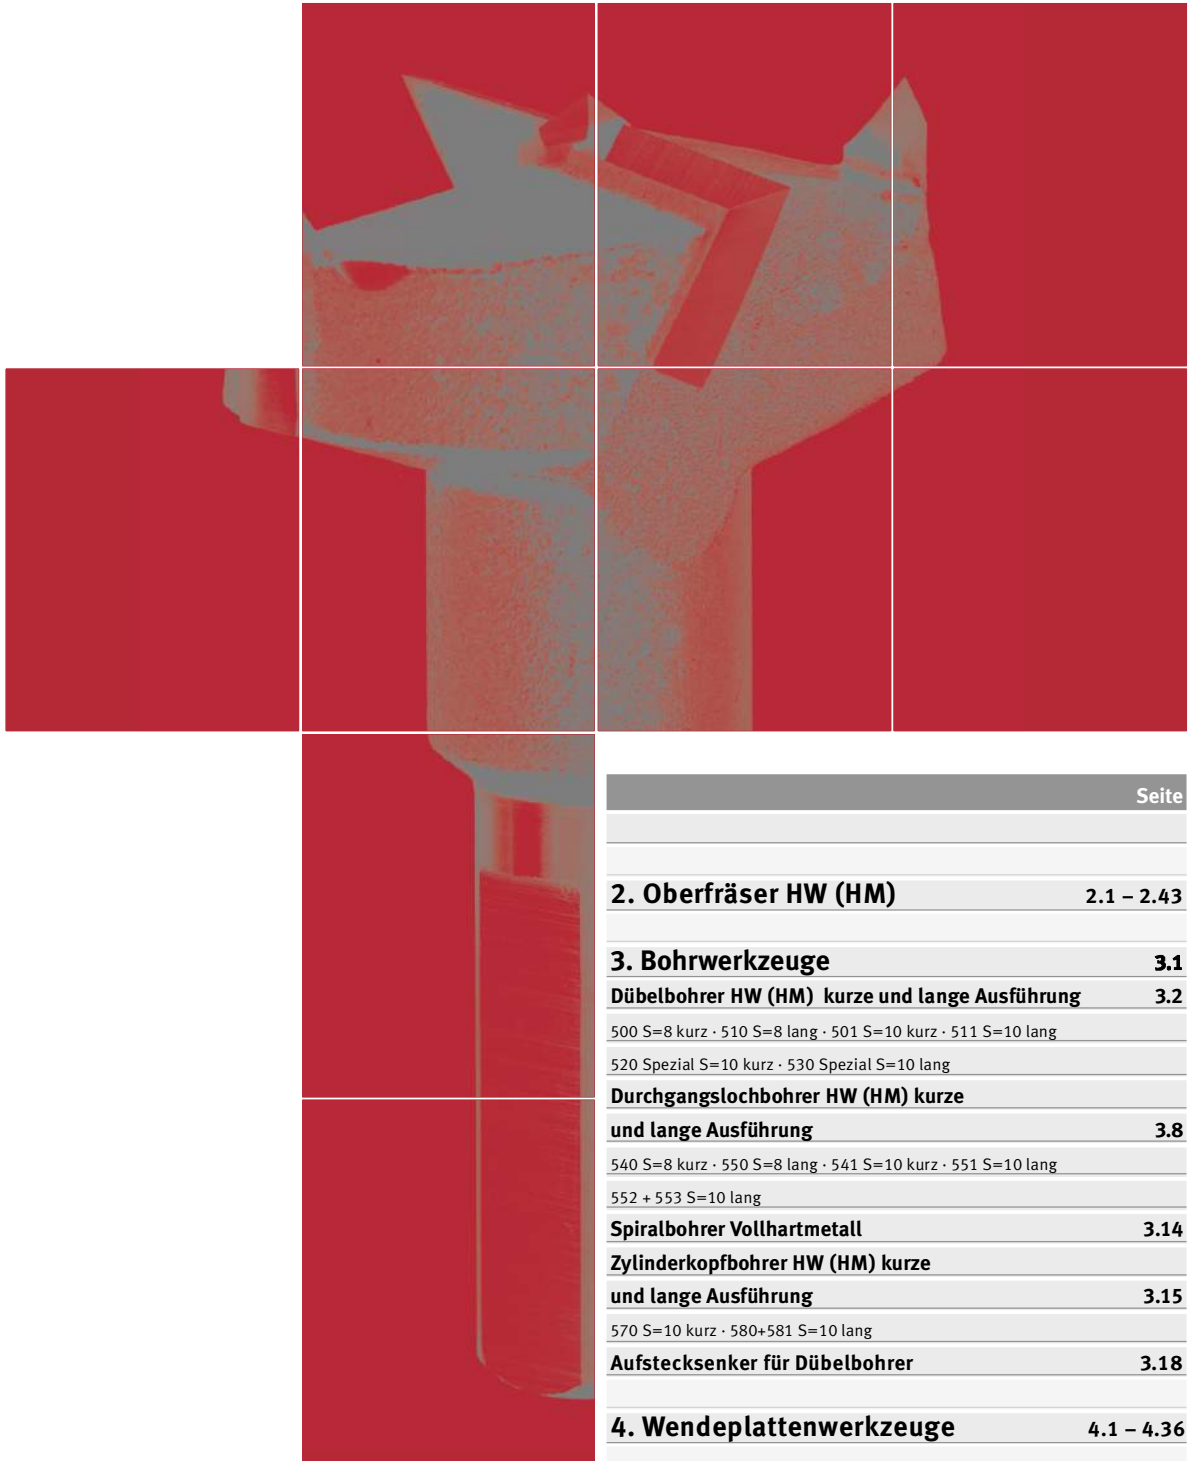 Seite
2. Oberfräser HW (HM) 2.1 – 2.43
3. Bohrwerkzeuge 3.1
Dübelbohrer HW (HM) kurze und lange Ausführung 3.2
500 S=8 kurz · 510 S=8 lang · 501 S=10 kurz · 511 S=10 lang
520 Spezial S=10 kurz · 530 Spezial S=10 lang
Durchgangslochbohrer HW (HM) kurze
und lange Ausführung 3.8
540 S=8 kurz · 550 S=8 lang · 541 S=10 kurz · 551 S=10 lang
552 + 553 S=10 lang
Spiralbohrer Vollhartmetall 3.14
Zylinderkopfbohrer HW (HM) kurze
und lange Ausführung 3.15
570 S=10 kurz · 580+581 S=10 lang
Aufstecksenker für Dübelbohrer 3.18
4. Wendeplattenwerkzeuge 4.1 – 4.36